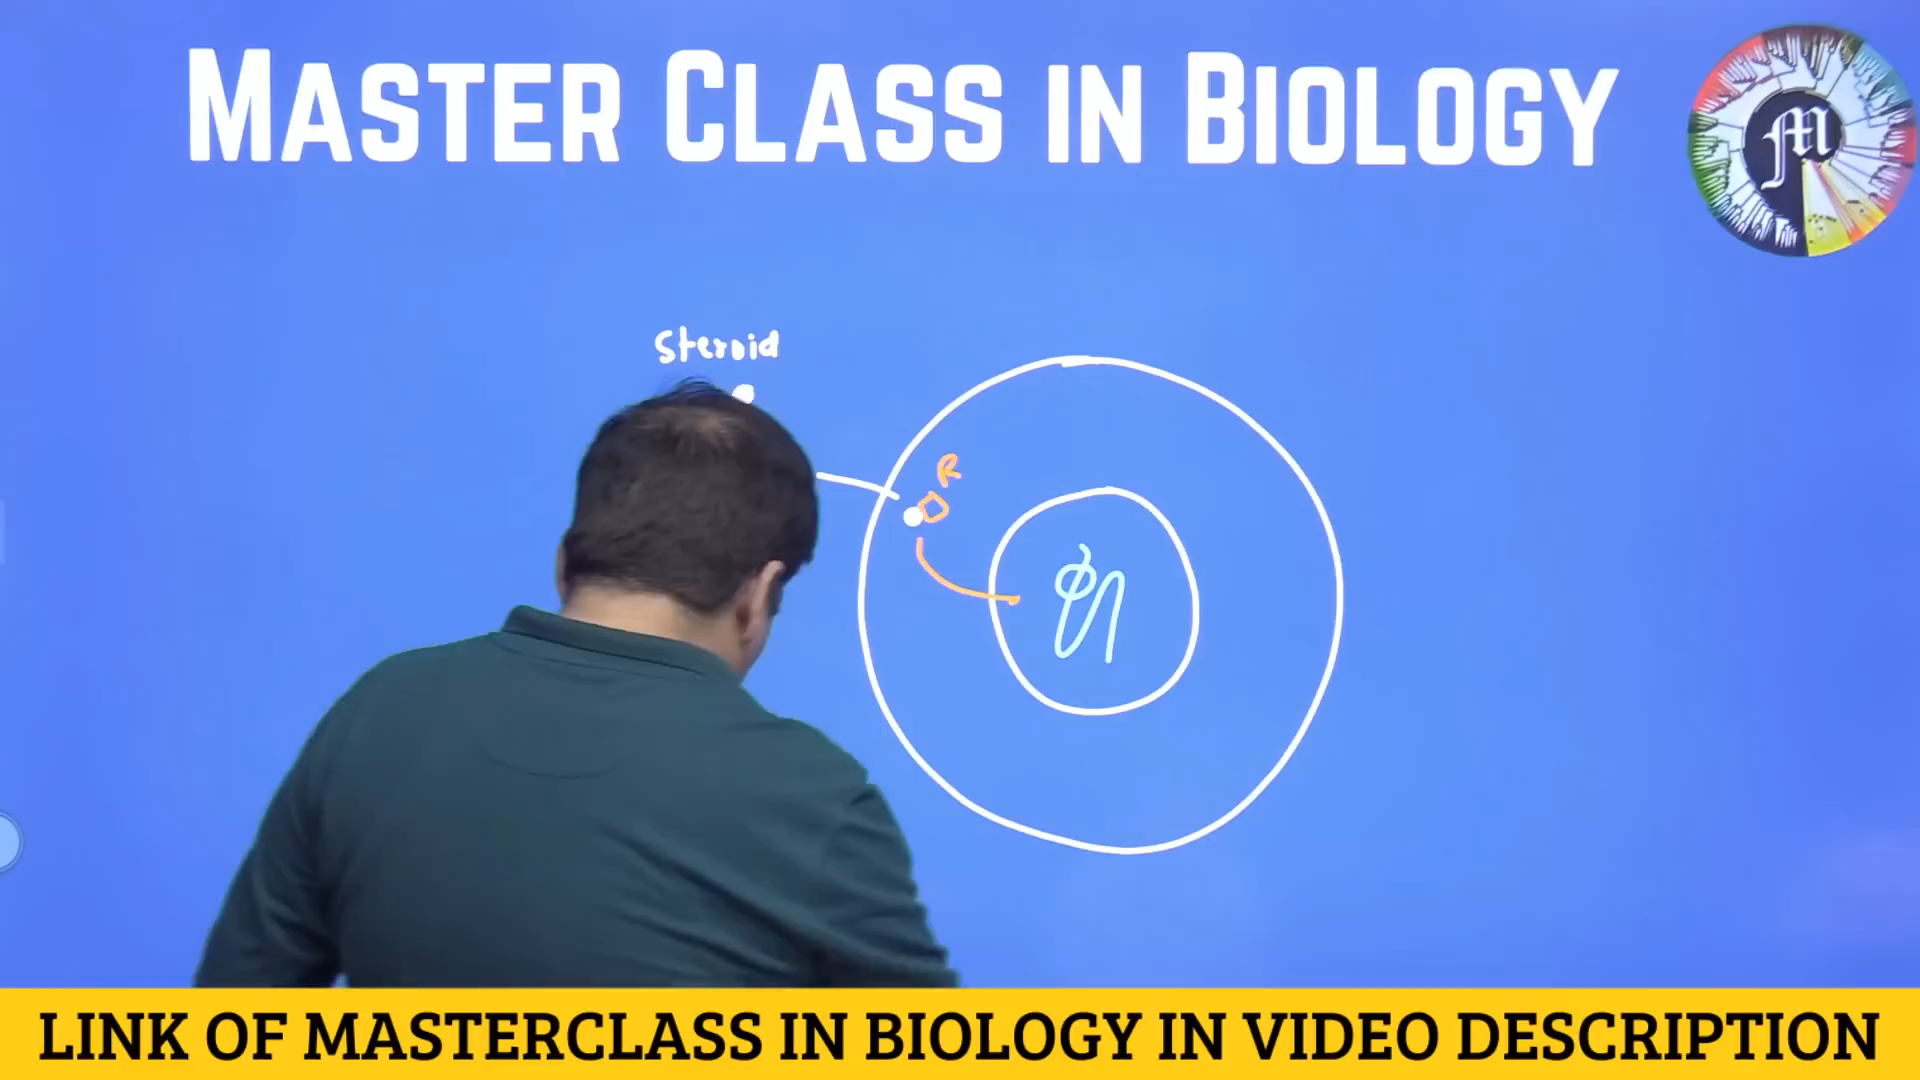 MASTER CLASS IN BIOLOGY
M
Steroid
R
LINK OF MASTERCLASS IN BIOLOGY IN VIDEO DESCRIPTION